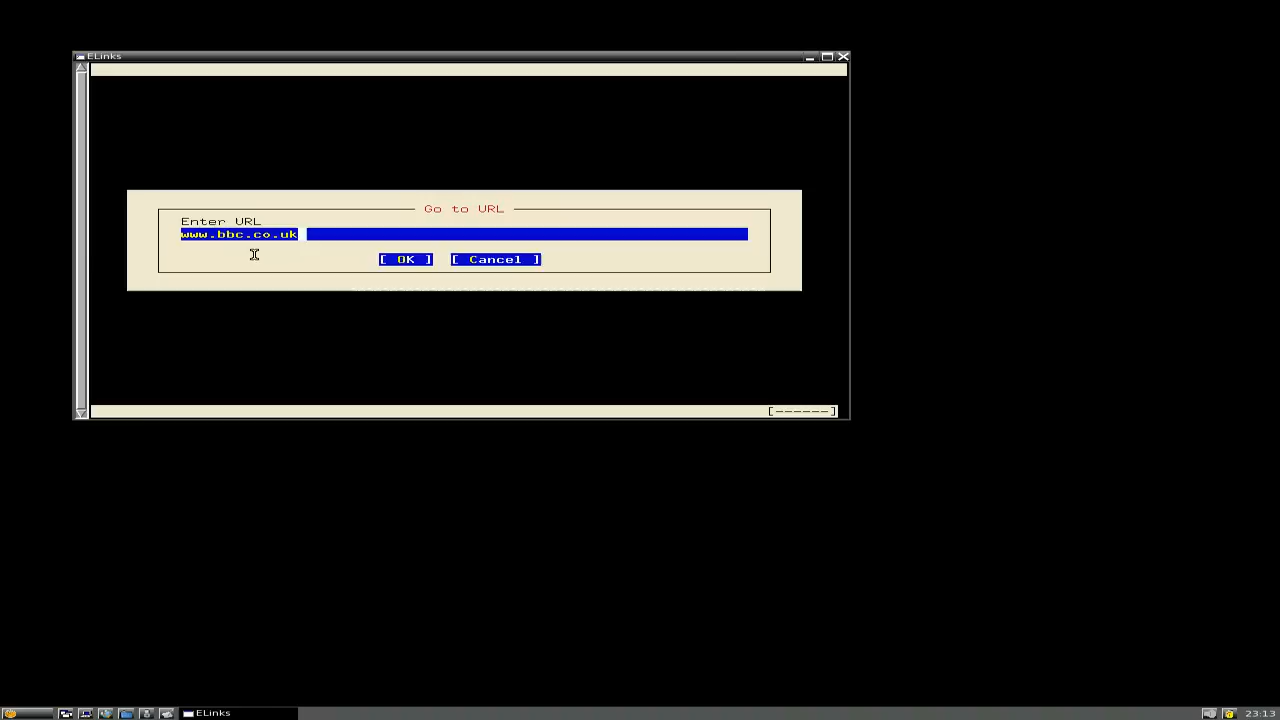 ELinks
Go to URL
Enter URL
www.bbc.co.uk
[ OK ] [ Cancel ]
[------]
ELinks
23:13